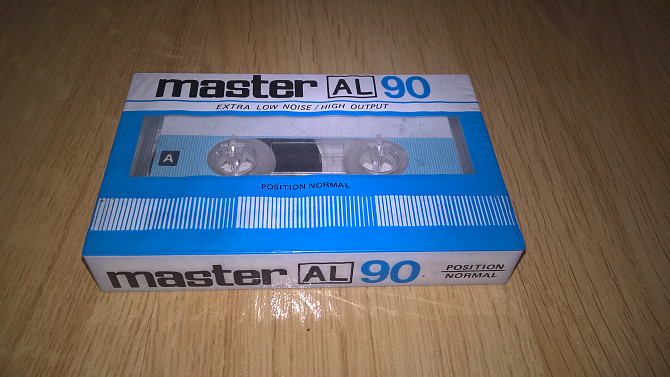 master AL 90
EXTRA LOW NOISE / HIGH OUTPUT
A
POSITION NORMAL
master AL 90
POSITION
NORMAL